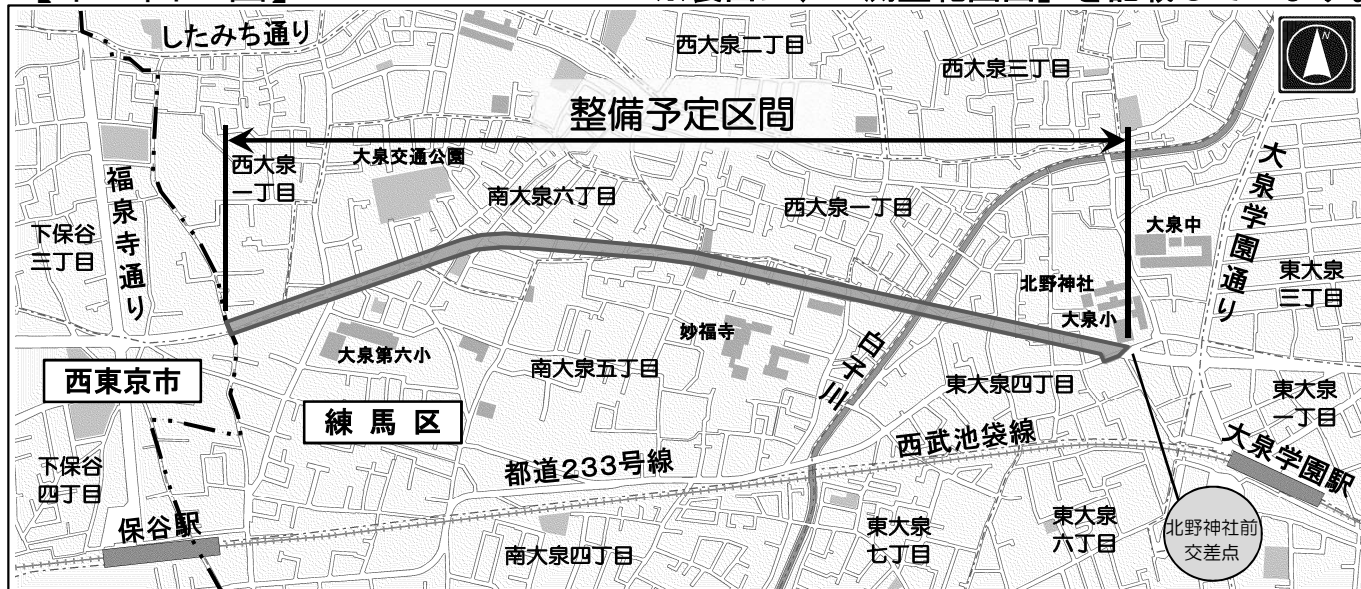 したみち通り
西大泉二丁目
西大泉三丁目
N
整備予定区間
西大泉
一丁目
大泉交通公園
南大泉六丁目
西大泉一丁目
大泉学園通り
大泉中
福泉寺通り
下保谷
三丁目
東大泉
三丁目
北野神社
大泉小
妙福寺
白子川
大泉第六小
南大泉五丁目
東大泉四丁目
西東京市
練馬区
東大泉
一丁目
西武池袋線
大泉学園駅
都道233号線
下保谷
四丁目
保谷駅
南大泉四丁目
東大泉
七丁目
東大泉
六丁目
北野神社前
交差点